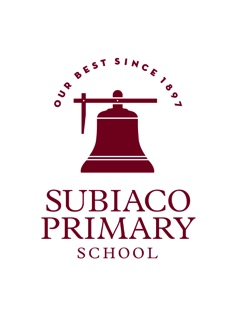 OUR BEST SINCE 1897
SUBIACO
PRIMARY
SCHOOL